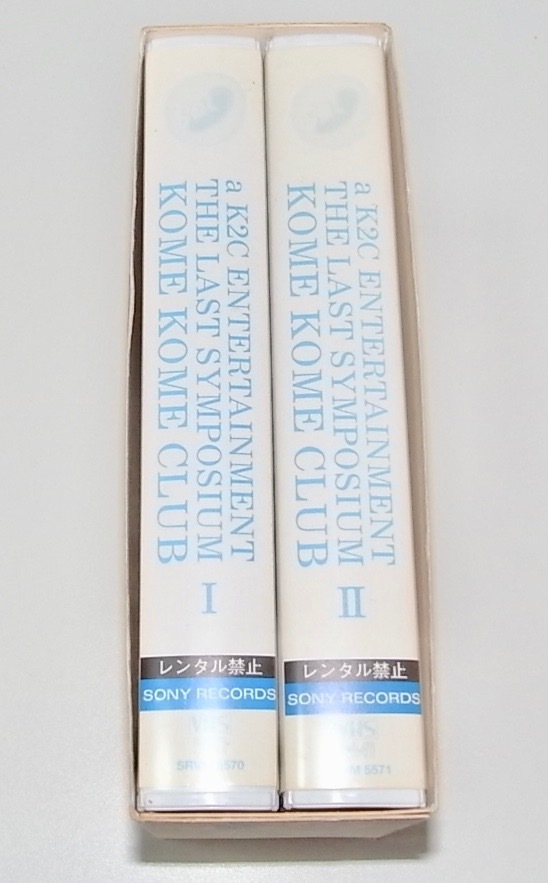 a K2C ENTERTAINMENT
THE LAST SYMPOSIUM
KOME KOME CLUB
I
レンタル禁止
SONY RECORDS
VHS
a K2C ENTERTAINMENT
THE LAST SYMPOSIUM
KOME KOME CLUB
II
レンタル禁止
SONY RECORDS
VHS